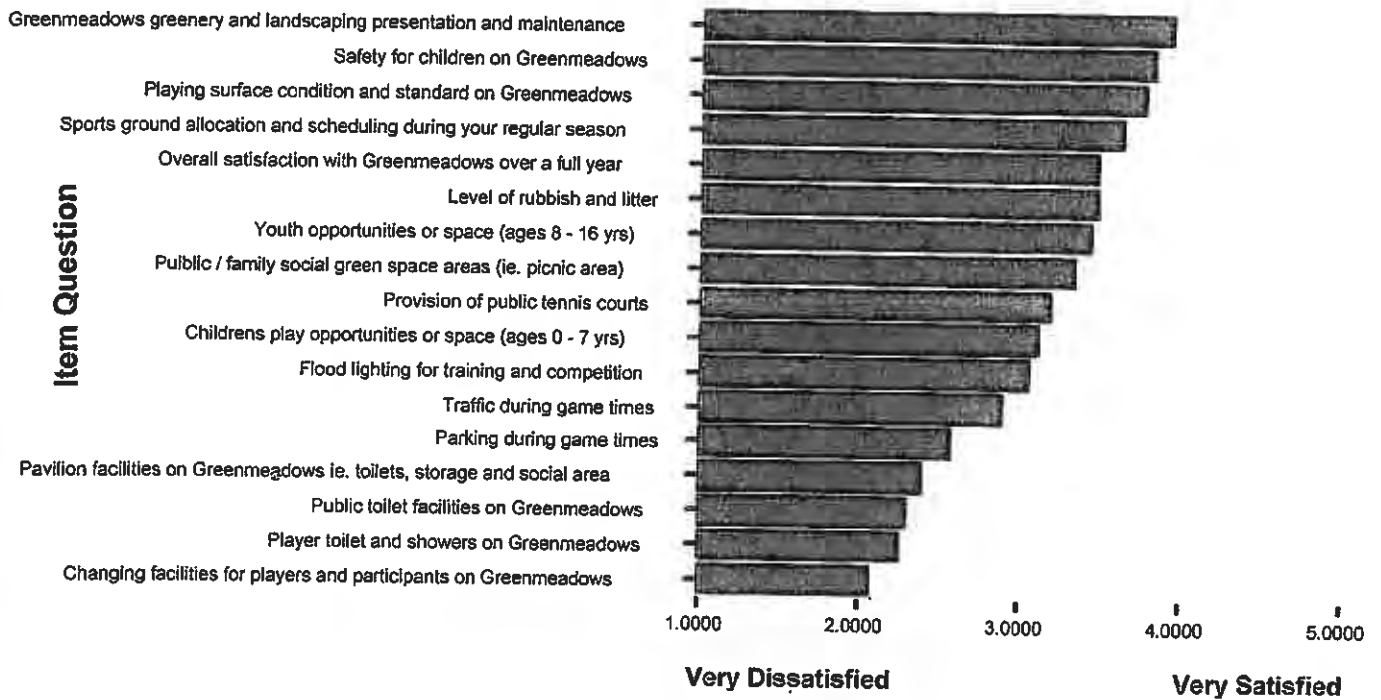 Greenmeadows greenery and landscaping presentation and maintenance
Safety for children on Greenmeadows
Playing surface condition and standard on Greenmeadows
Sports ground allocation and scheduling during your regular season
Overall satisfaction with Greenmeadows over a full year
Level of rubbish and litter
Youth opportunities or space (ages 8 - 16 yrs)
Pulblic / family social green space areas (ie. picnic area)
Provision of public tennis courts
Childrens play opportunities or space (ages 0 - 7 yrs)
Flood lighting for training and competition
Traffic during game times
Parking during game times
Pavilion facilities on Greenmeadows ie. toilets, storage and social area
Public toilet facilities on Greenmeadows
Player toilet and showers on Greenmeadows
Changing facilities for players and participants on Greenmeadows
Item Question
1.0000 2.0000 3.0000 4.0000 5.0000
Very Dissatisfied Very Satisfied